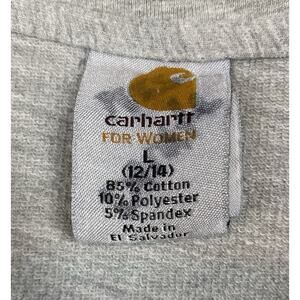 carhartt
FOR WOMEN
L
(12/14)
85% Cotton
10% Polyester
5% Spandex
Made in
El Salvador